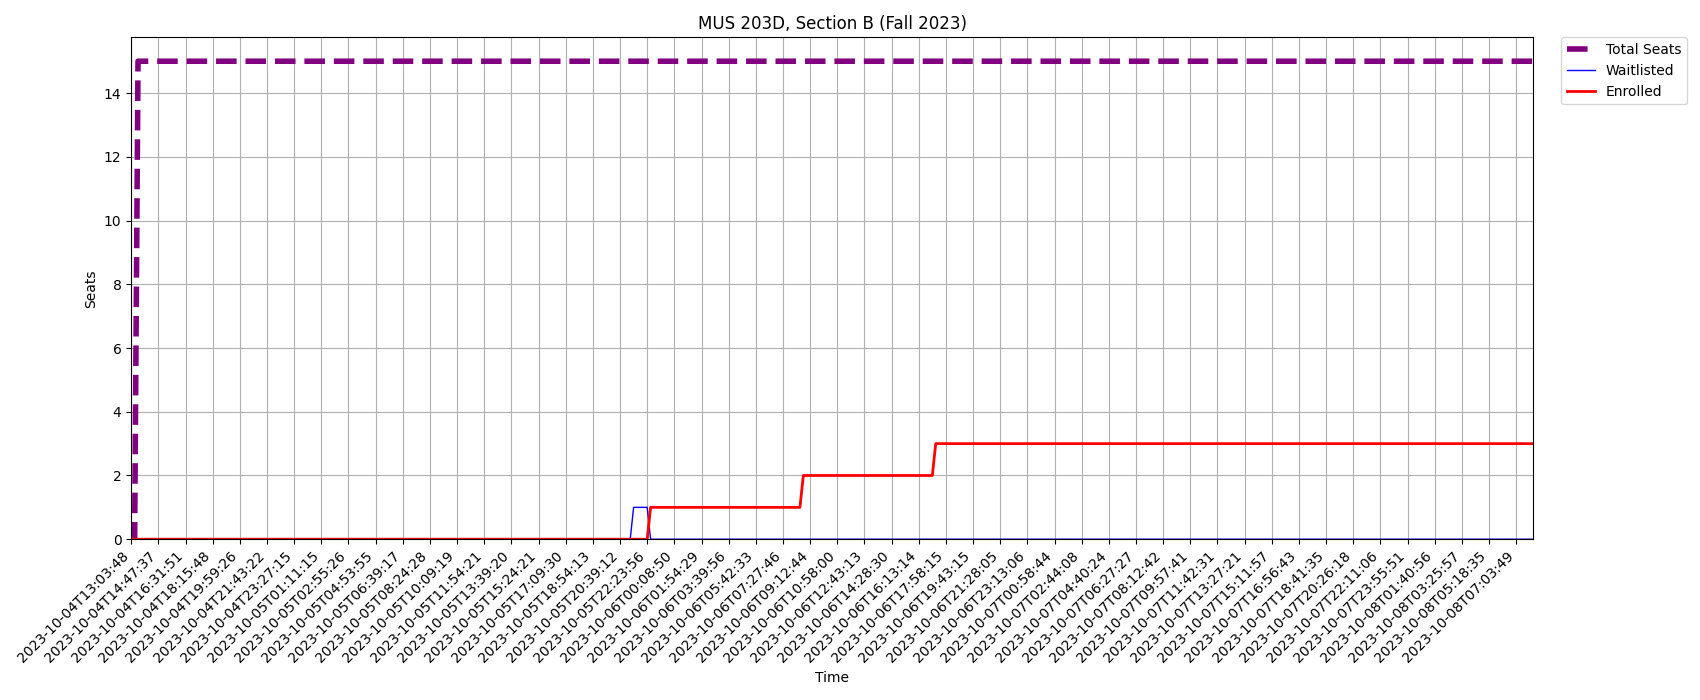 MUS 203D, Section B (Fall 2023)
Total Seats
Waitlisted
Enrolled
Seats
14
12
10
8
6
4
2
0
2023-10-04T13:03:48
2023-10-04T14:47:37
2023-10-04T16:31:51
2023-10-04T18:15:48
2023-10-04T19:59:26
2023-10-04T21:43:22
2023-10-04T23:27:15
2023-10-05T01:11:15
2023-10-05T02:55:26
2023-10-05T04:53:55
2023-10-05T06:39:17
2023-10-05T08:24:28
2023-10-05T10:09:19
2023-10-05T11:54:21
2023-10-05T13:39:20
2023-10-05T15:24:21
2023-10-05T17:09:30
2023-10-05T18:54:13
2023-10-05T20:39:12
2023-10-05T22:23:56
2023-10-06T00:08:50
2023-10-06T01:54:29
2023-10-06T03:39:56
2023-10-06T05:42:33
2023-10-06T07:27:46
2023-10-06T09:12:44
2023-10-06T10:58:00
2023-10-06T12:43:13
2023-10-06T14:28:30
2023-10-06T16:13:14
2023-10-06T17:58:15
2023-10-06T19:43:15
2023-10-06T21:28:05
2023-10-06T23:13:06
2023-10-07T00:58:44
2023-10-07T02:44:08
2023-10-07T04:40:24
2023-10-07T06:27:27
2023-10-07T08:12:42
2023-10-07T09:57:41
2023-10-07T11:42:31
2023-10-07T13:27:21
2023-10-07T15:11:57
2023-10-07T16:56:43
2023-10-07T18:41:35
2023-10-07T20:26:18
2023-10-07T22:11:06
2023-10-07T23:55:51
2023-10-08T01:40:56
2023-10-08T03:25:57
2023-10-08T05:18:35
2023-10-08T07:03:49
Time